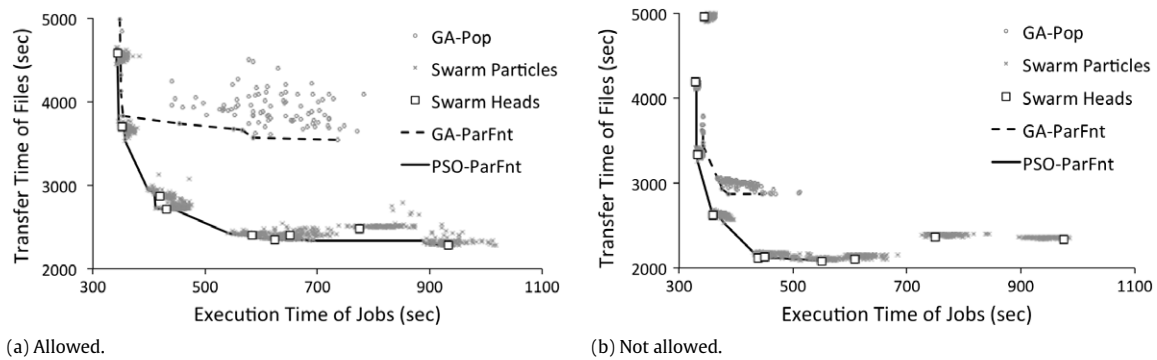 5000
4000
3000
2000
Transfer Time of Files (sec)
300
500
700
900
1100
Execution Time of Jobs (sec)
GA-Pop
Swarm Particles
Swarm Heads
GA-ParFnt
PSO-ParFnt
(a) Allowed.
5000
4000
3000
2000
Transfer Time of Files (sec)
300
500
700
900
1100
Execution Time of Jobs (sec)
GA-Pop
Swarm Particles
Swarm Heads
GA-ParFnt
PSO-ParFnt
(b) Not allowed.